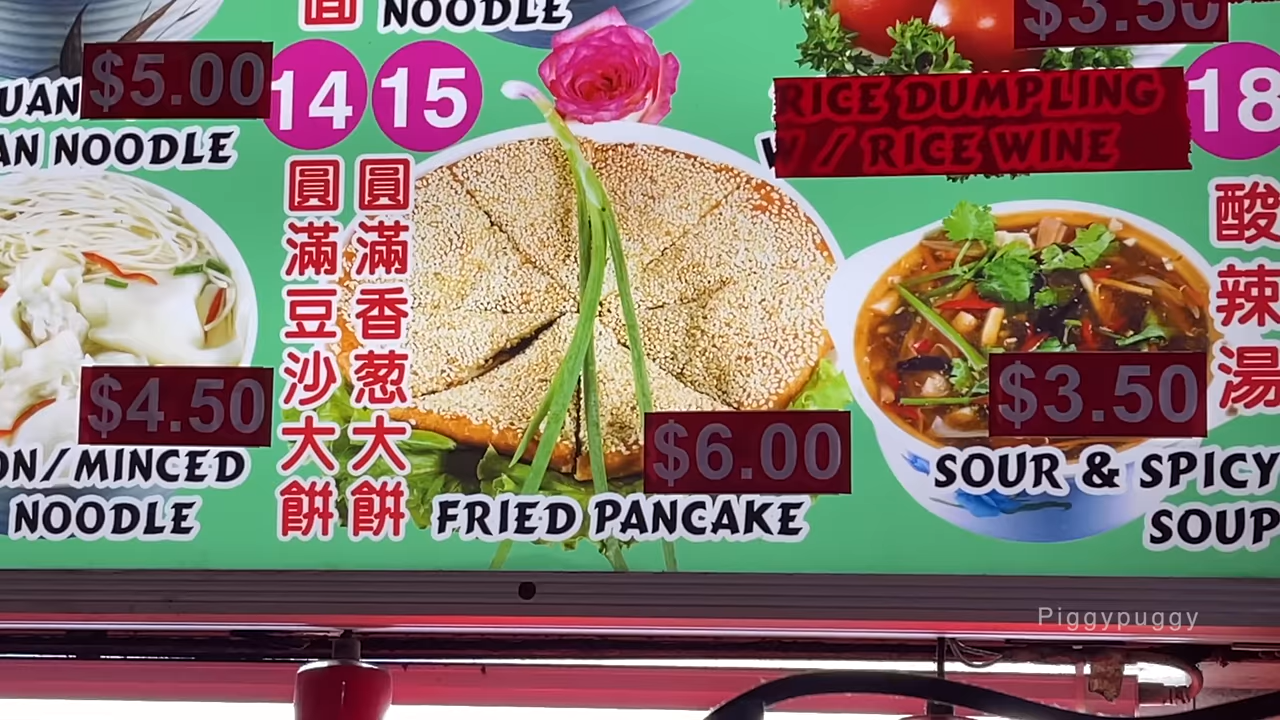 NOODLE
$3.50
$5.00
14
15
RICE DUMPLING
W / RICE WINE
18
UAN
AN NOODLE
圓滿豆沙大餅
圓滿香葱大餅
酸辣湯
$4.50
$6.00
$3.50
ON/MINCED
NOODLE
FRIED PANCAKE
SOUR & SPICY
SOUP
Piggypuggy